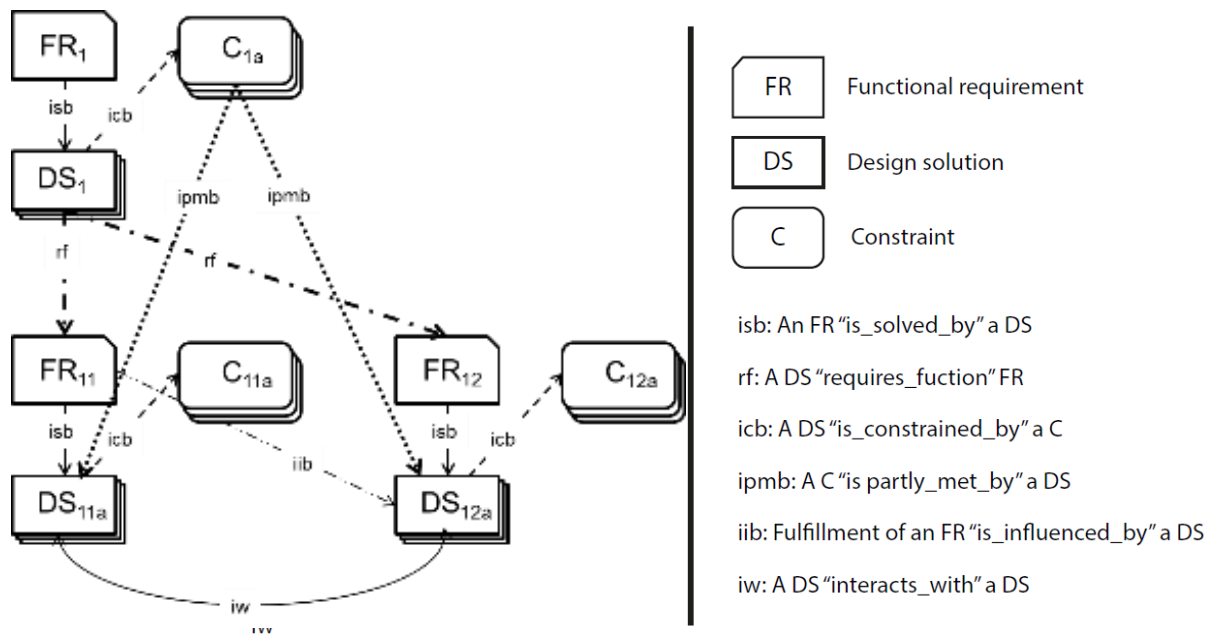 FR1
C1a
isb
icb
DS1
ipmb
ipmb
rf
rf
FR11
C11a
FR12
C12a
isb
icb
isb
icb
iib
DS11a
DS12a
iw
iw
FR
Functional requirement
DS
Design solution
C
Constraint
isb: An FR “is_solved_by” a DS
rf: A DS “requires_fuction” FR
icb: A DS “is_constrained_by” a C
ipmb: A C “is partly_met_by” a DS
iib: Fulfillment of an FR “is_influenced_by” a DS
iw: A DS “interacts_with” a DS